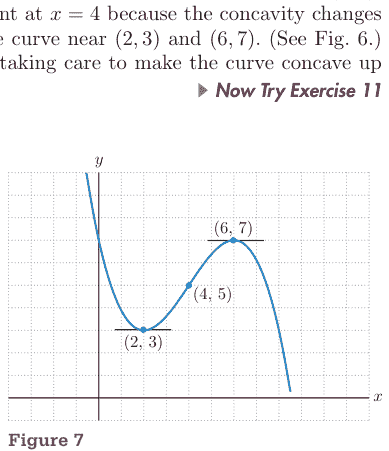 nt at x = 4 because the concavity changes
e curve near (2, 3) and (6, 7). (See Fig. 6.)
taking care to make the curve concave up
Now Try Exercise 11
y
(6, 7)
(4, 5)
(2, 3)
x
Figure 7